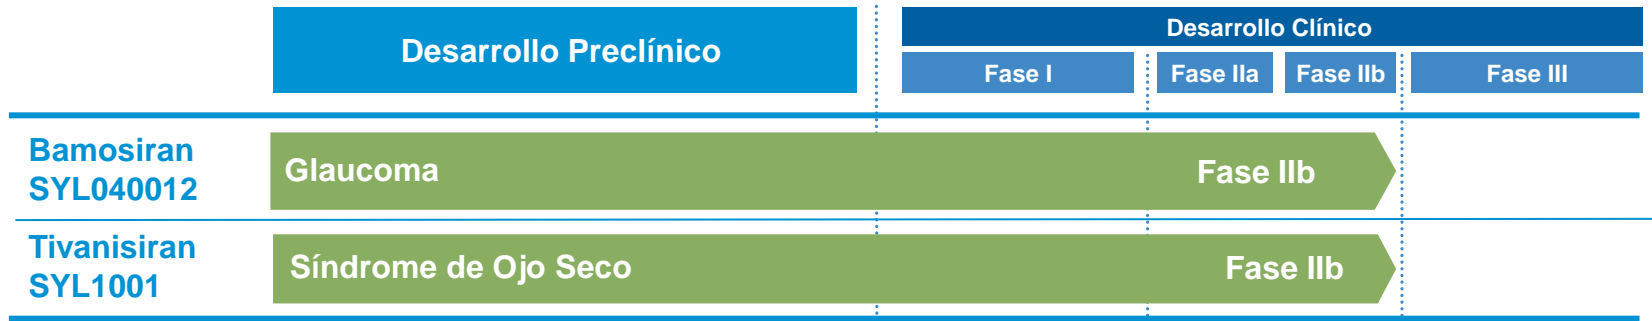 Desarrollo Preclínico
Desarrollo Clínico
Fase I
Fase IIa
Fase IIb
Fase III
Bamosiran
SYL040012
Glaucoma
Fase IIb
Tivanisiran
SYL1001
Síndrome de Ojo Seco
Fase IIb